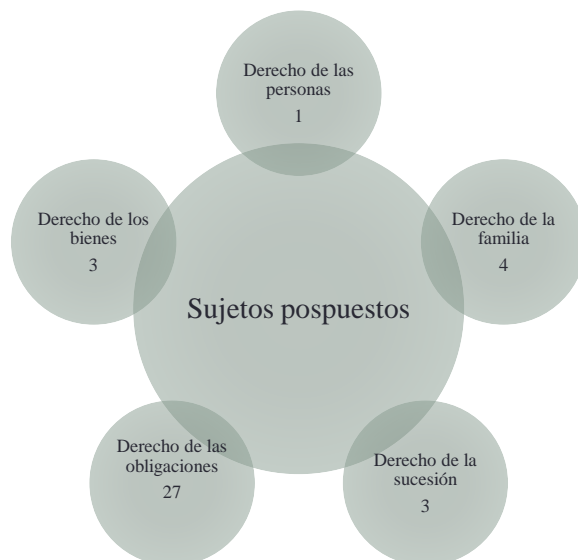 Derecho de las
personas
1
Derecho de los
bienes
3
Derecho de la
familia
4
Sujetos pospuestos
Derecho de las
obligaciones
27
Derecho de la
sucesión
3